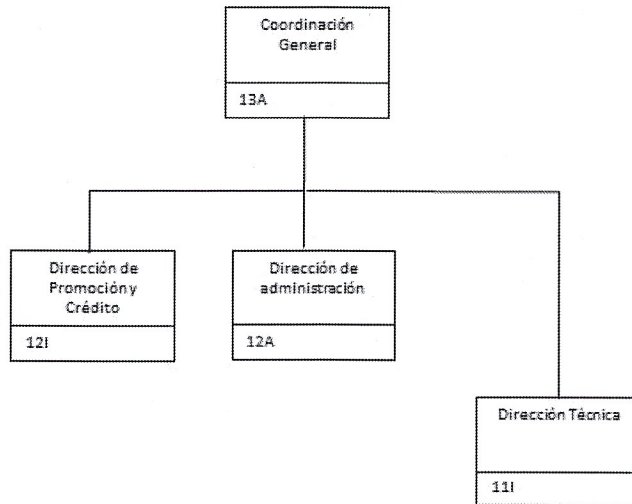 Coordinación
General
13A
Dirección de
Promoción y
Crédito
12I
Dirección de
administración
12A
Dirección Técnica
11I